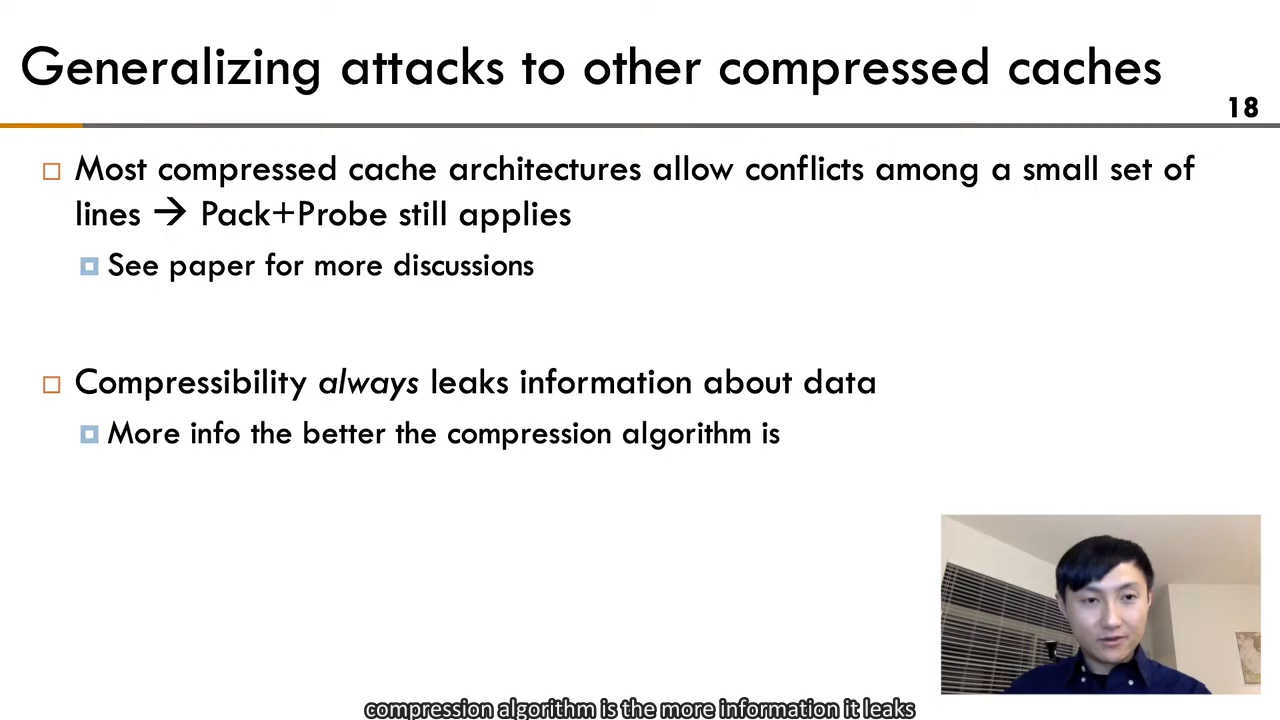 Generalizing attacks to other compressed caches
18
Most compressed cache architectures allow conflicts among a small set of
lines → Pack+Probe still applies
See paper for more discussions
Compressibility always leaks information about data
More info the better the compression algorithm is
compression algorithm is the more information it leaks